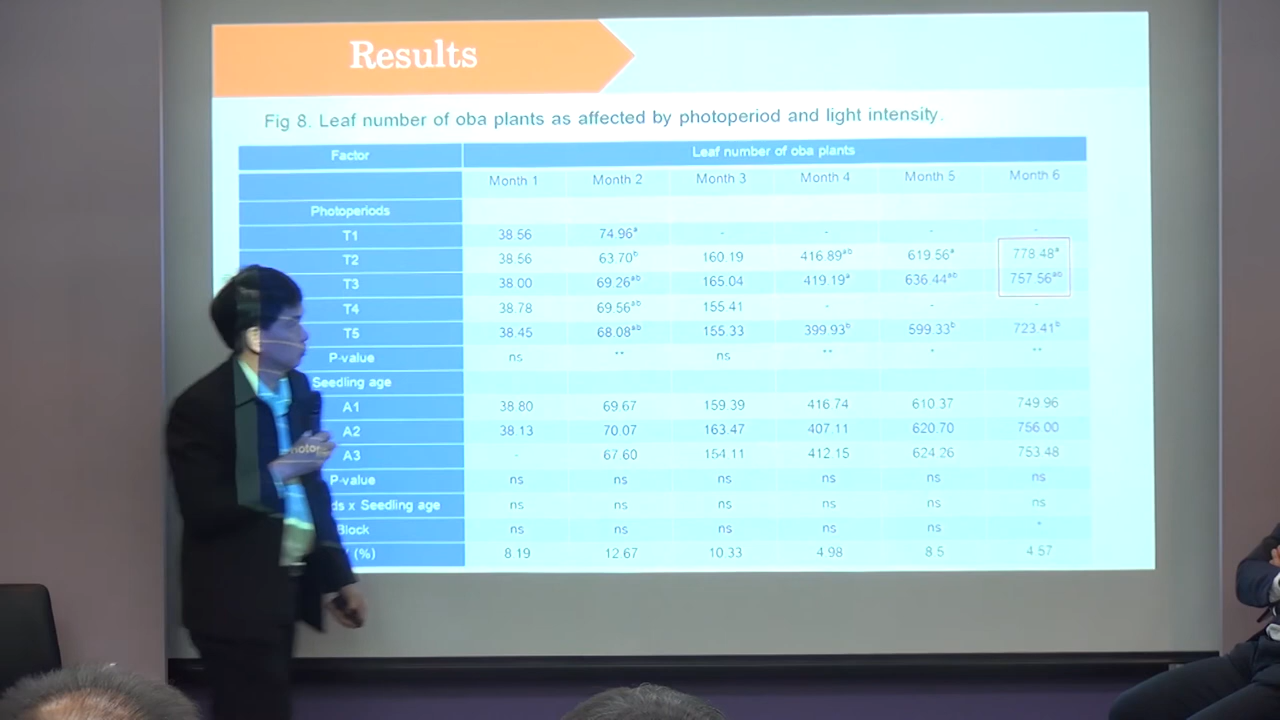 Results
Fig 8. Leaf number of oba plants as affected by photoperiod and light intensity.
Factor Leaf number of oba plants
Month 1 Month 2 Month 3 Month 4 Month 5 Month 6
Photoperiods
T1 38.56 74.96ᵃ - - - -
T2 38.56 63.70ᵇ 160.19 416.89ᵃᵇ 619.56ᵃ 778.48ᵃ
T3 38.00 69.26ᵃᵇ 165.04 419.19ᵃ 636.44ᵃᵇ 757.56ᵃᵇ
T4 38.78 69.56ᵃᵇ 155.41 - - -
T5 38.45 68.08ᵃᵇ 155.33 399.93ᵇ 599.33ᵇ 723.41ᵇ
P-value ns ** ns ** * **
Seedling age
A1 38.80 69.67 159.39 416.74 610.37 749.96
A2 38.13 70.07 163.47 407.11 620.70 756.00
A3 - 67.60 154.11 412.15 624.26 753.48
P-value ns ns ns ns ns ns
x Seedling age ns ns ns ns ns ns
Block ns ns ns ns ns *
(%) 8.19 12.67 10.33 4.98 8.5 4.57